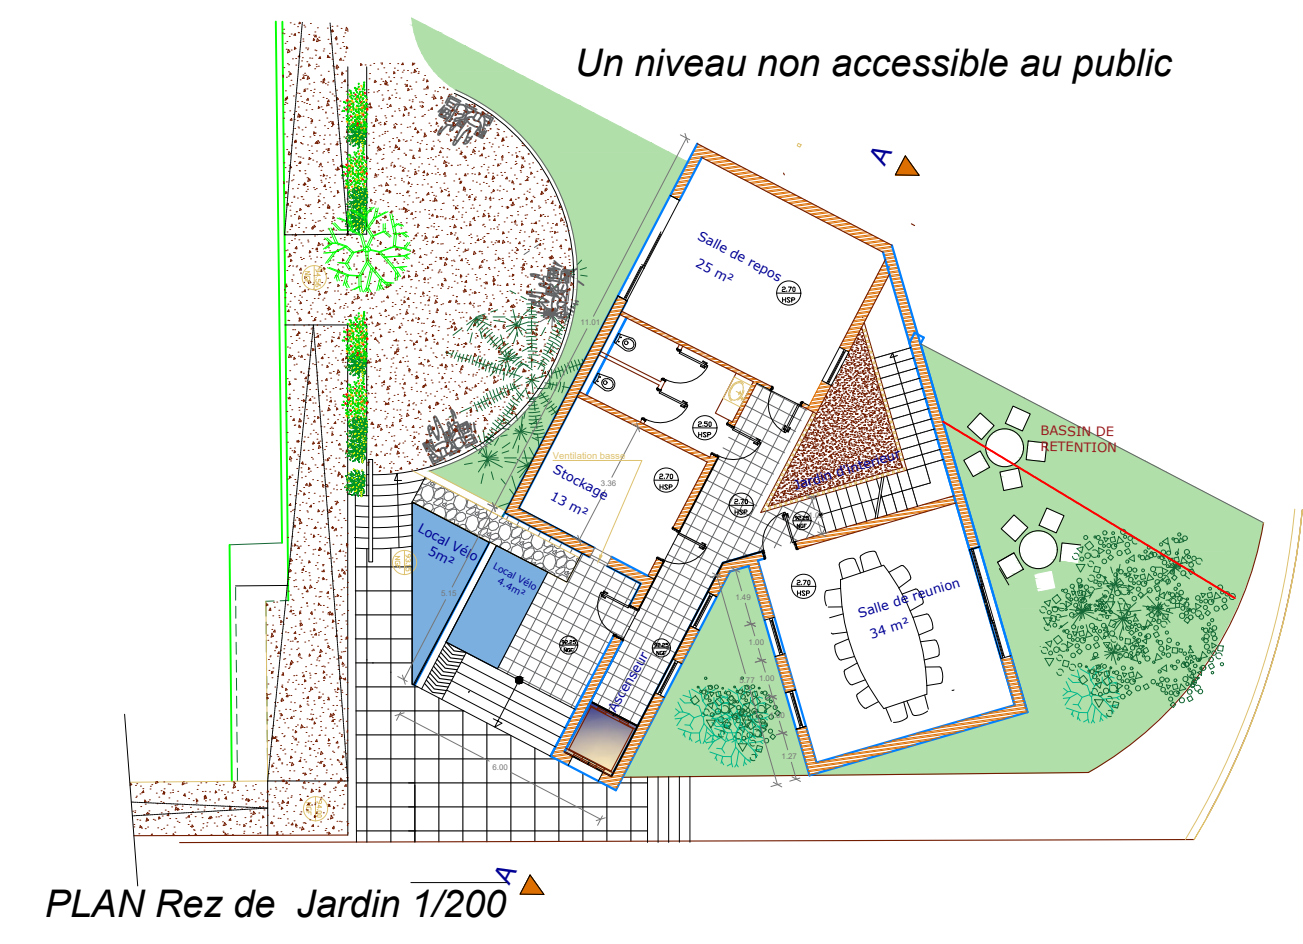 Un niveau non accessible au public
A
Salle de repos
25 m²
2.70
HSP
11.01
2.50
HSP
BASSIN DE
RETENTION
Jardin d'interieur
Ventilation basse
Stockage
13 m²
3.36
2.70
HSP
2.70
HSP
Local Vélo
5m²
Local Vélo
4.4m²
5.15
2.70
HSP
Salle de reunion
34 m²
1.49
1.00
1.00
1.27
Ascenseur
6.00
A
PLAN Rez de Jardin 1/200